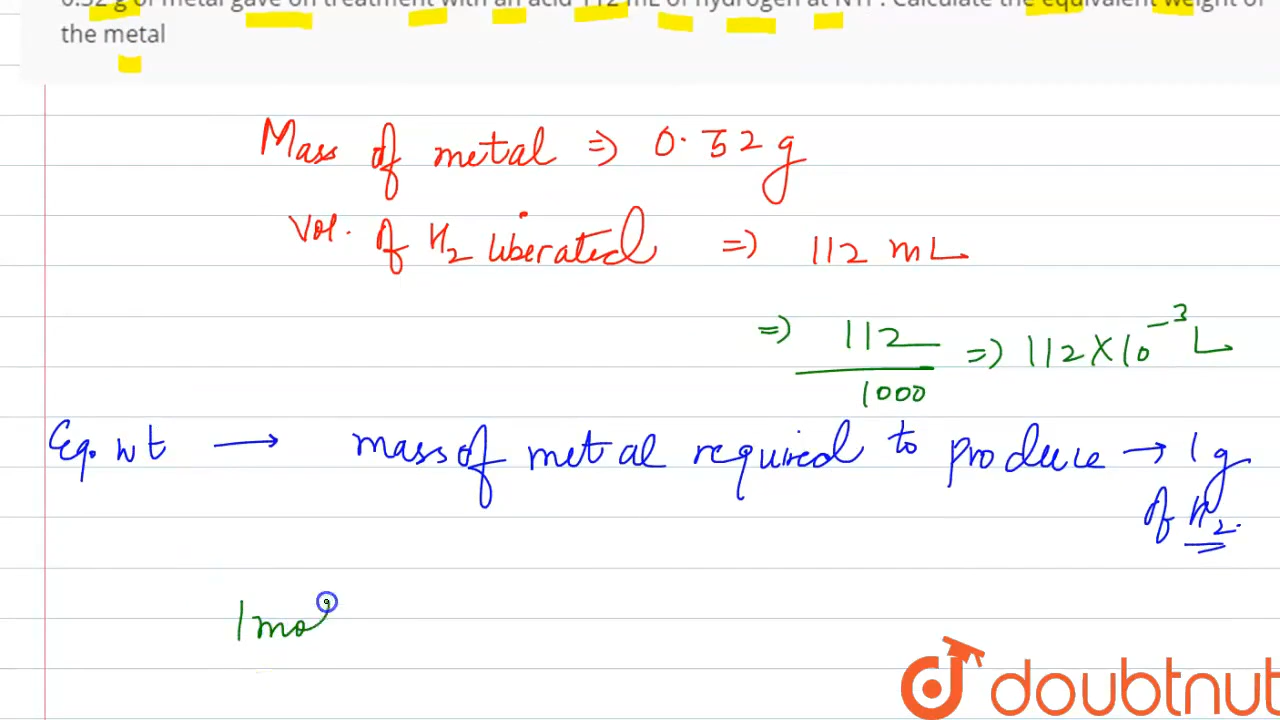 0.32 g of metal gave on treatment with an acid 112 mL of hydrogen at NTP. Calculate the equivalent weight of
the metal
Mass of metal => 0.32 g
Vol. of H2 liberated => 112 mL
=> 112/1000 => 112 X 10^-3 L
Eq. wt → mass of metal required to produce → 1 g
of H2.
1 mo
doubtnut